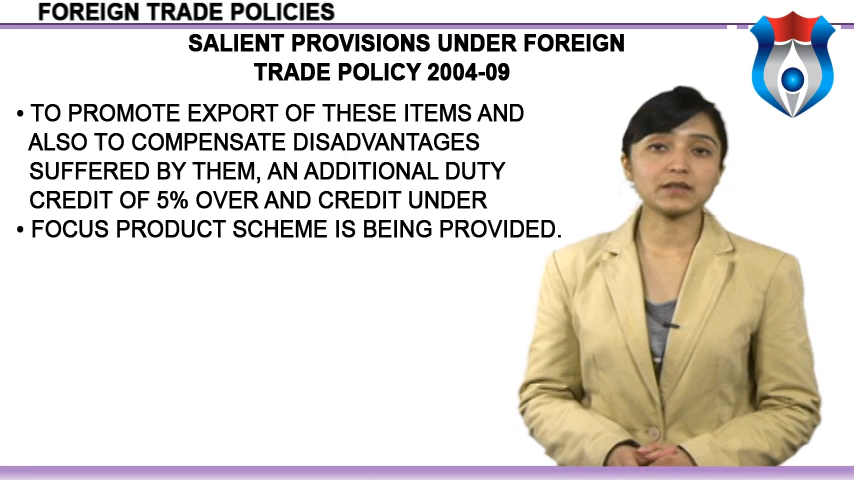 FOREIGN TRADE POLICIES
SALIENT PROVISIONS UNDER FOREIGN
TRADE POLICY 2004-09
• TO PROMOTE EXPORT OF THESE ITEMS AND
ALSO TO COMPENSATE DISADVANTAGES
SUFFERED BY THEM, AN ADDITIONAL DUTY
CREDIT OF 5% OVER AND CREDIT UNDER
• FOCUS PRODUCT SCHEME IS BEING PROVIDED.